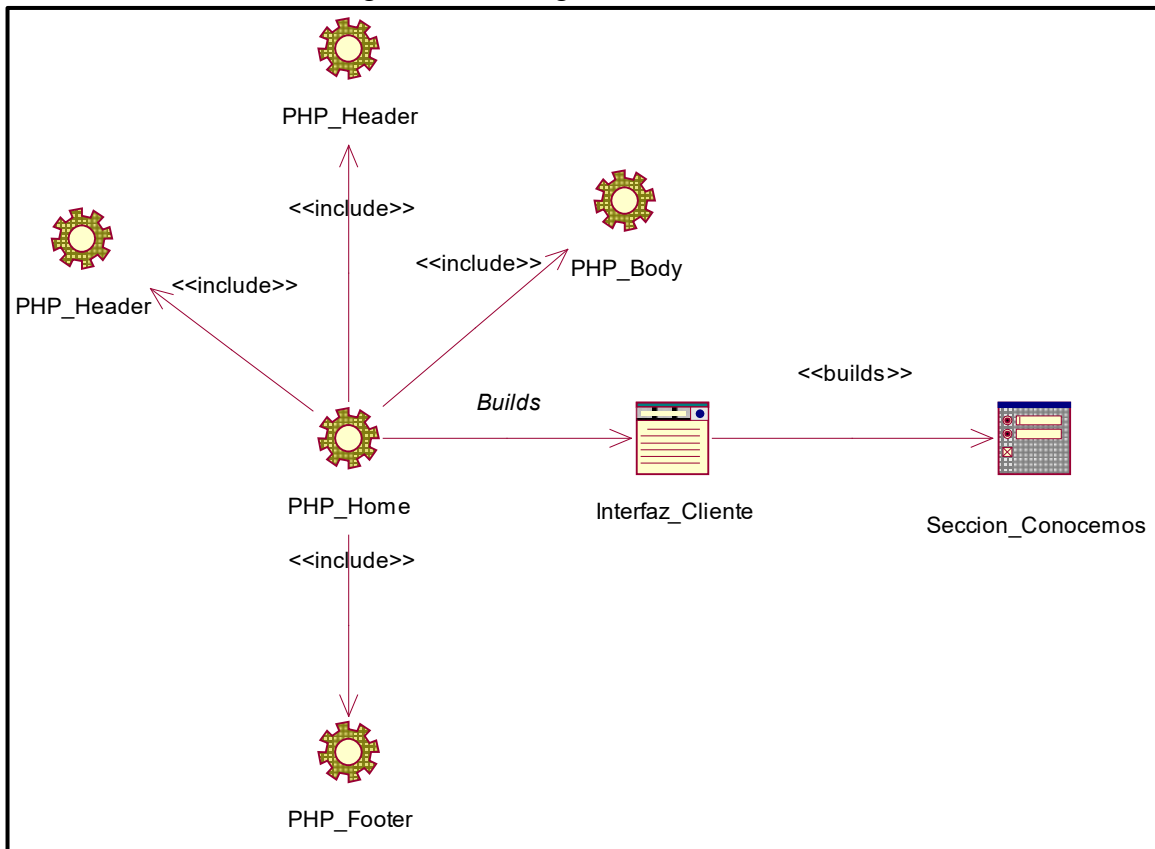 PHP_Header
<<include>>
<<include>>
PHP_Body
<<include>>
PHP_Header
<<builds>>
Builds
PHP_Home
Interfaz_Cliente
Seccion_Conocemos
<<include>>
PHP_Footer